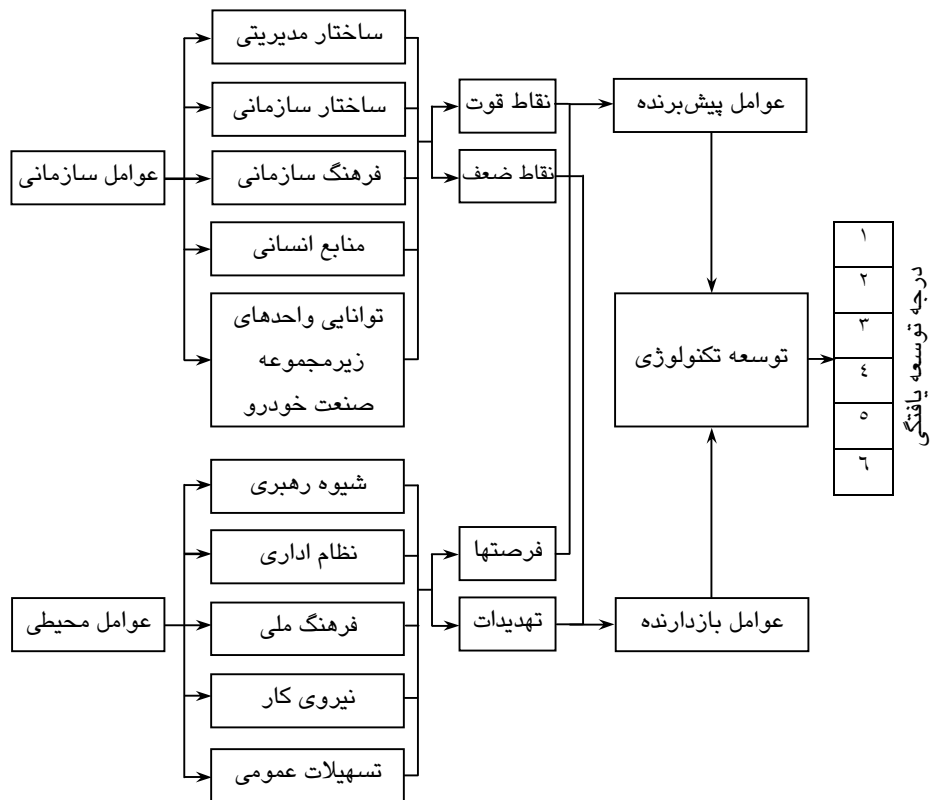 عوامل سازمانی
ساختار مدیریتی
ساختار سازمانی
فرهنگ سازمانی
منابع انسانی
توانایی واحدهای
زیرمجموعه
صنعت خودرو
نقاط قوت
نقاط ضعف
عوامل پیش‌برنده
عوامل محیطی
شیوه رهبری
نظام اداری
فرهنگ ملی
نیروی کار
تسهیلات عمومی
فرصتها
تهدیدات
عوامل بازدارنده
توسعه تکنولوژی
۱
۲
۳
٤
٥
٦
درجه توسعه یافتگی